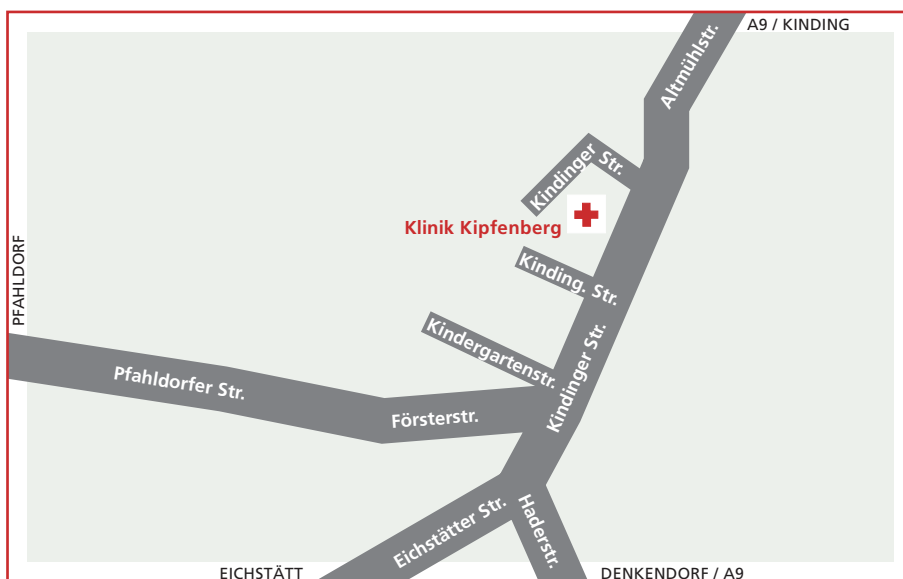 A9 / KINDING
Altmühlstr.
Kindinger Str.
Klinik Kipfenberg
PFAHLDORF
Kinding. Str.
Kindergartenstr.
Kindinger Str.
Pfahldorfer Str.
Försterstr.
Eichstätter Str.
Haderstr.
EICHSTÄTT
DENKENDORF / A9